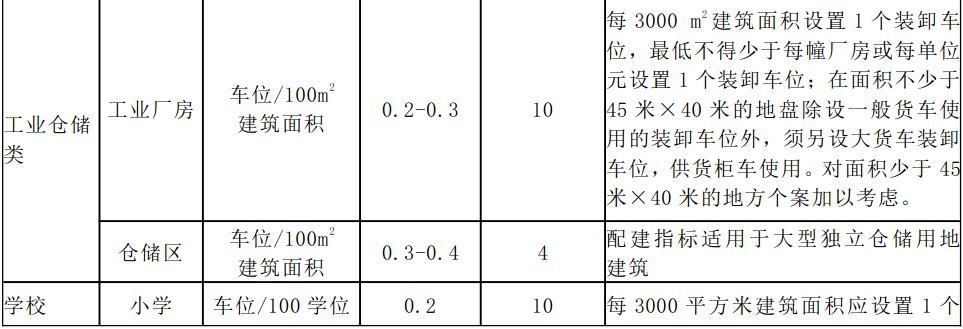 工业仓储类
工业厂房
车位/100m²
建筑面积
0.2-0.3
10
每 3000 m²建筑面积设置 1 个装卸车
位，最低不得少于每幢厂房或每单位
元设置 1 个装卸车位；在面积不少于
45 米×40 米的地盘除设一般货车使
用的装卸车位外，须另设大货车装卸
车位，供货柜车使用。对面积少于 45
米×40 米的地方个案加以考虑。
仓储区
车位/100m²
建筑面积
0.3-0.4
4
配建指标适用于大型独立仓储用地
建筑
学校
小学
车位/100 学位
0.2
10
每 3000 平方米建筑面积应设置 1 个